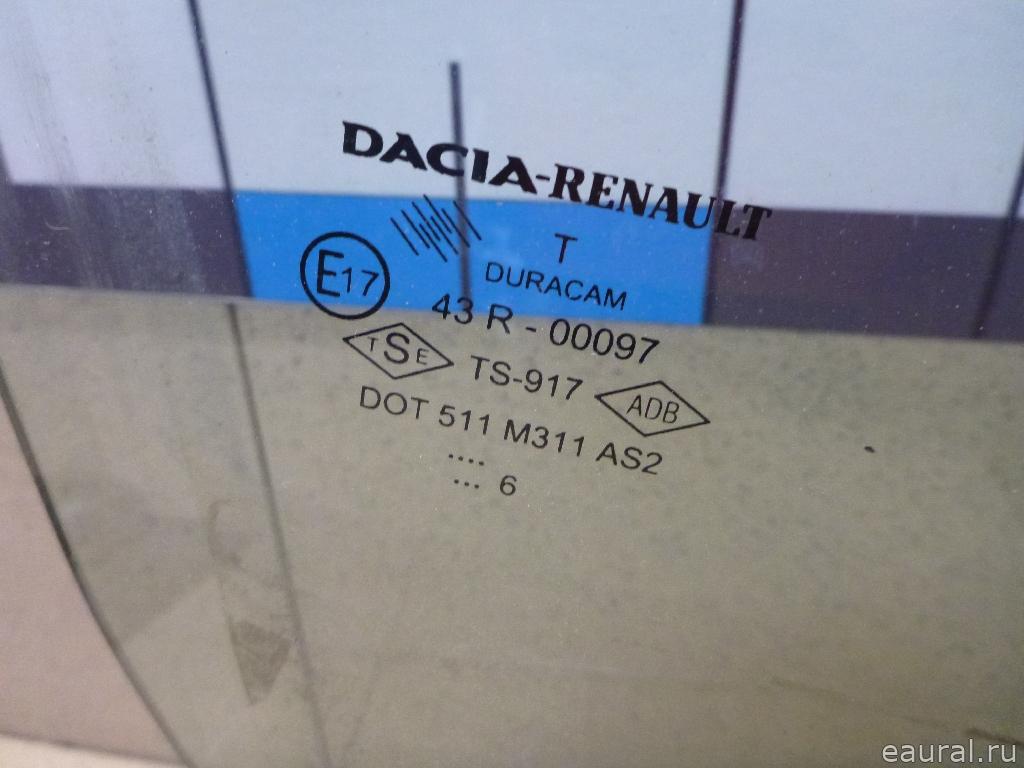 DACIA-RENAULT
T
DURACAM
E17
43 R - 00097
TSE TS-917 ADB
DOT 511 M311 AS2
....
... 6
eaural.ru